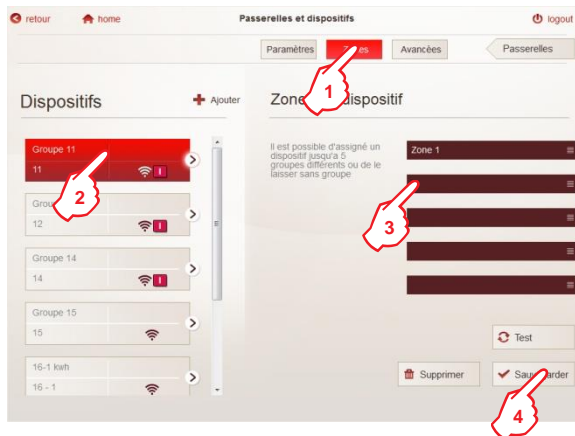 retour
home
Passerelles et dispositifs
logout
Paramètres
Avancées
Passerelles
1
Dispositifs
Ajouter
Il est possible d'assigné un
dispositif jusqu'a 5
groupes différents ou de le
laisser sans groupe
Groupe 11
11
2
12
Groupe 14
14
Groupe 15
15
16-1 kwh
16 - 1
Zone 1
3
Test
Supprimer
4